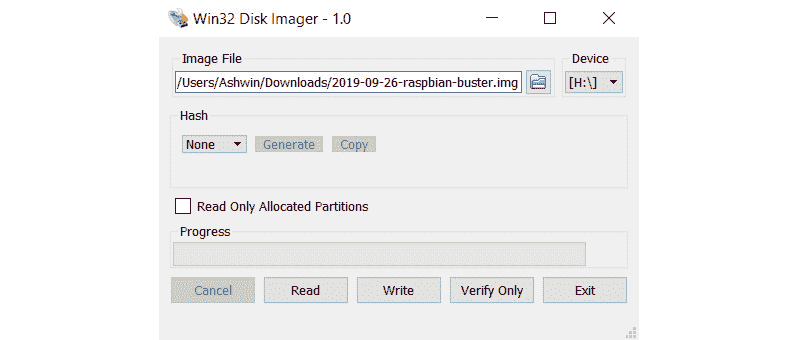 Win32 Disk Imager - 1.0
Image File
Device
/Users/Ashwin/Downloads/2019-09-26-raspbian-buster.img
[H:\]
Hash
None
Generate
Copy
Read Only Allocated Partitions
Progress
Cancel
Read
Write
Verify Only
Exit